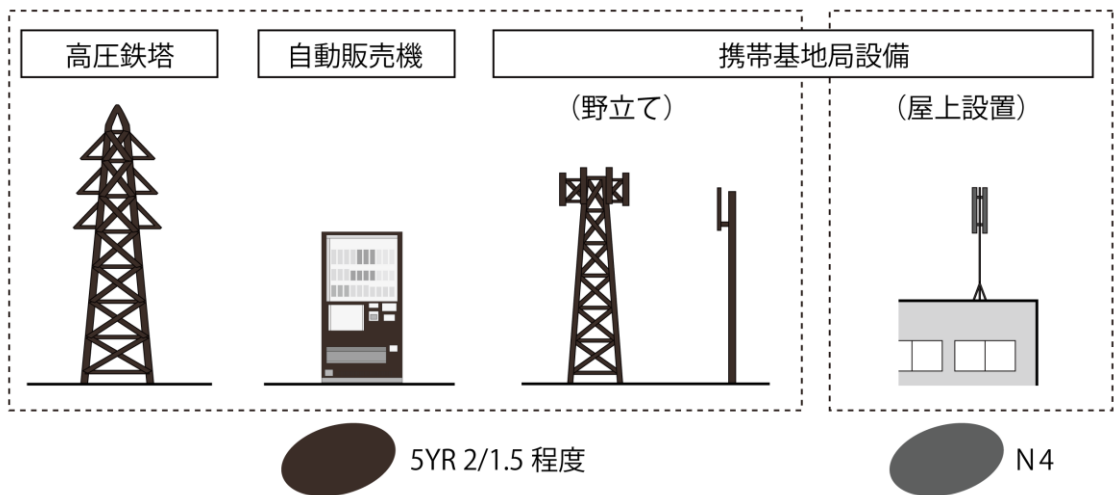 高圧鉄塔
自動販売機
携帯基地局設備
（野立て）
（屋上設置）
5YR 2/1.5 程度
N 4